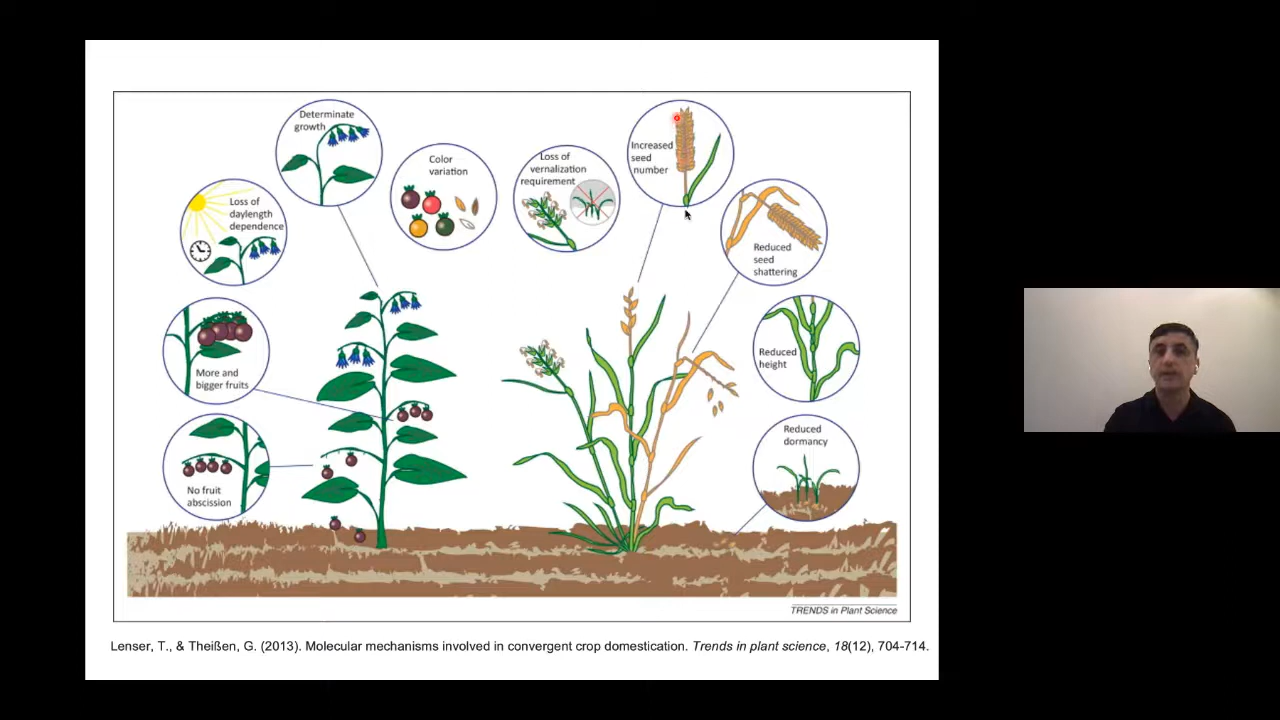 Determinate
growth
Color
variation
Loss of
vernalization
requirement
Increased
seed
number
Loss of
daylength
dependence
Reduced
seed
shattering
More and
bigger fruits
Reduced
height
No fruit
abscission
Reduced
dormancy
TRENDS in Plant Science
Lenser, T., & Theißen, G. (2013). Molecular mechanisms involved in convergent crop domestication. Trends in plant science, 18(12), 704-714.